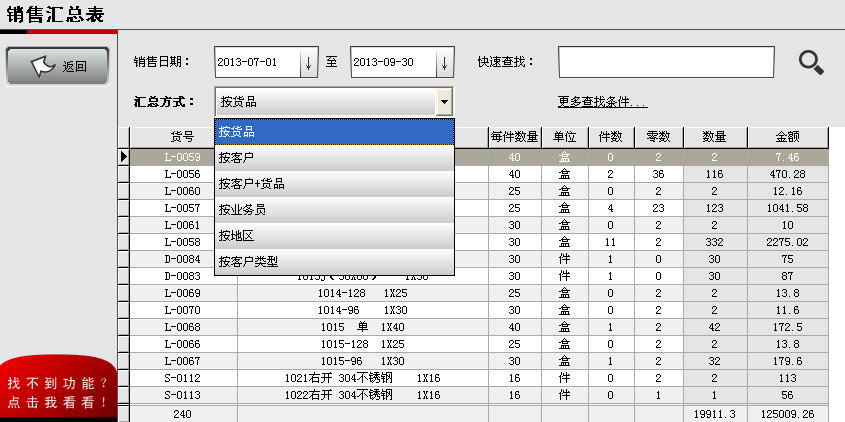 销售汇总表
返回
销售日期： 2013-07-01 至 2013-09-30 快速查找：
汇总方式： 按货品 更多查找条件...
按货品
按客户
按客户+货品
按业务员
按地区
按客户类型
货号 每件数量 单位 件数 零数 数量 金额
L-0059 40 盒 0 2 2 7.46
L-0056 40 盒 2 36 116 470.28
L-0060 25 盒 0 2 2 12.16
L-0057 25 盒 4 23 123 1041.58
L-0061 30 盒 0 2 2 10
L-0058 30 盒 11 2 332 2275.02
D-0084 30 件 1 0 30 75
D-0083 30 件 1 0 30 87
L-0069 1014-128 1X25 25 盒 0 2 2 13.8
L-0070 1014-96 1X30 30 盒 0 2 2 11.6
L-0068 1015 单 1X40 40 盒 1 2 42 172.5
L-0066 1015-128 1X25 25 盒 0 2 2 13.8
L-0067 1015-96 1X30 30 盒 1 2 32 179.6
S-0112 1021右开 304不锈钢 1X16 16 件 0 2 2 113
S-0113 1022右开 304不锈钢 1X16 16 件 0 1 1 56
240 19911.3 125009.26
找不到功能？
点击我看看！